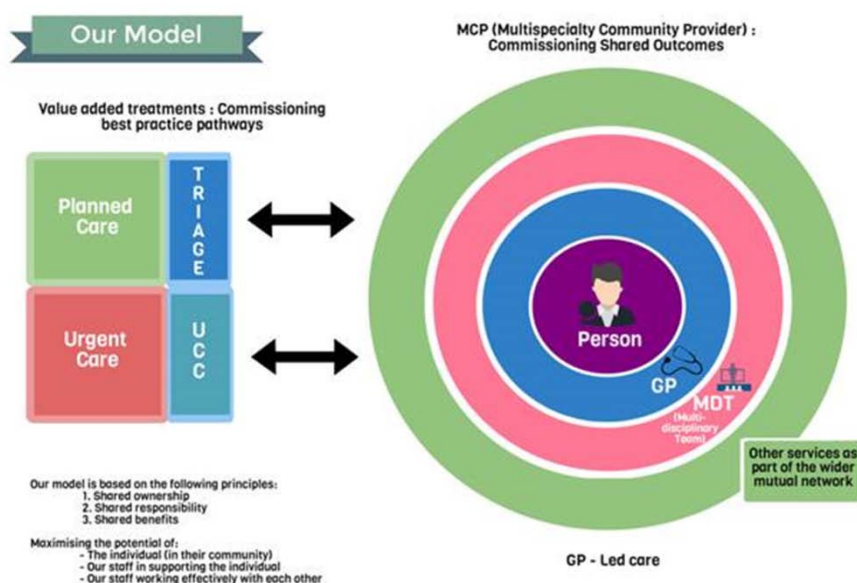 Our Model
MCP (Multispecialty Community Provider) :
Commissioning Shared Outcomes
Value added treatments : Commissioning
best practice pathways
Planned
Care
TRIAGE
Urgent
Care
UCC
Person
GP
MDT
(Multi-
disciplinary
Team)
Other services as
part of the wider
mutual network
Our model is based on the following principles:
1. Shared ownership
2. Shared responsibility
3. Shared benefits
Maximising the potential of:
- The individual (in their community)
- Our staff in supporting the individual
- Our staff working effectively with each other
GP - Led care